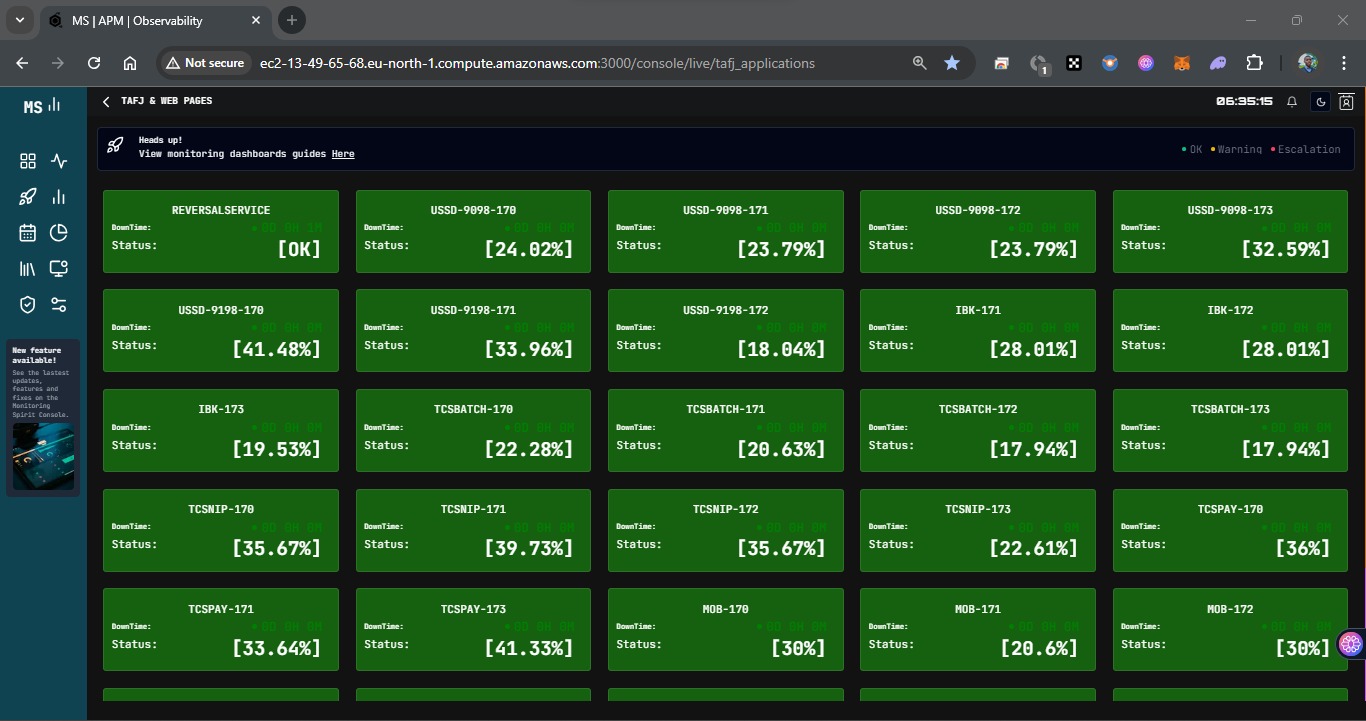 MS | APM | Observability
Not secure
ec2-13-49-65-68.eu-north-1.compute.amazonaws.com:3000/console/live/tafj_applications
1
MS
TAFJ & WEB PAGES
06:35:15
Heads up!
View monitoring dashboards guides Here
OK Warning Escalation
New feature
available!
See the lastest
updates,
features and
fixes on the
Monitoring
Spirit Console.
REVERSALSERVICE
DownTime: 0D 0H 1M
Status: [OK]
USSD-9098-170
DownTime: 0D 0H 0M
Status: [24.02%]
USSD-9098-171
DownTime: 0D 0H 0M
Status: [23.79%]
USSD-9098-172
DownTime: 0D 0H 0M
Status: [23.79%]
USSD-9098-173
DownTime: 0D 0H 0M
Status: [32.59%]
USSD-9198-170
DownTime: 0D 0H 0M
Status: [41.48%]
USSD-9198-171
DownTime: 0D 0H 0M
Status: [33.96%]
USSD-9198-172
DownTime: 0D 0H 0M
Status: [18.04%]
IBK-171
DownTime: 0D 0H 0M
Status: [28.01%]
IBK-172
DownTime: 0D 0H 0M
Status: [28.01%]
IBK-173
DownTime: 0D 0H 0M
Status: [19.53%]
TCSBATCH-170
DownTime: 0D 0H 0M
Status: [22.28%]
TCSBATCH-171
DownTime: 0D 0H 0M
Status: [20.63%]
TCSBATCH-172
DownTime: 0D 0H 0M
Status: [17.94%]
TCSBATCH-173
DownTime: 0D 0H 0M
Status: [17.94%]
TCSNIP-170
DownTime: 0D 0H 0M
Status: [35.67%]
TCSNIP-171
DownTime: 0D 0H 0M
Status: [39.73%]
TCSNIP-172
DownTime: 0D 0H 0M
Status: [35.67%]
TCSNIP-173
DownTime: 0D 0H 0M
Status: [22.61%]
TCSPAY-170
DownTime: 0D 0H 0M
Status: [36%]
TCSPAY-171
DownTime: 0D 0H 0M
Status: [33.64%]
TCSPAY-173
DownTime: 0D 0H 0M
Status: [41.33%]
MOB-170
DownTime: 0D 0H 0M
Status: [30%]
MOB-171
DownTime: 0D 0H 0M
Status: [20.6%]
MOB-172
DownTime: 0D 0H 0M
Status: [30%]